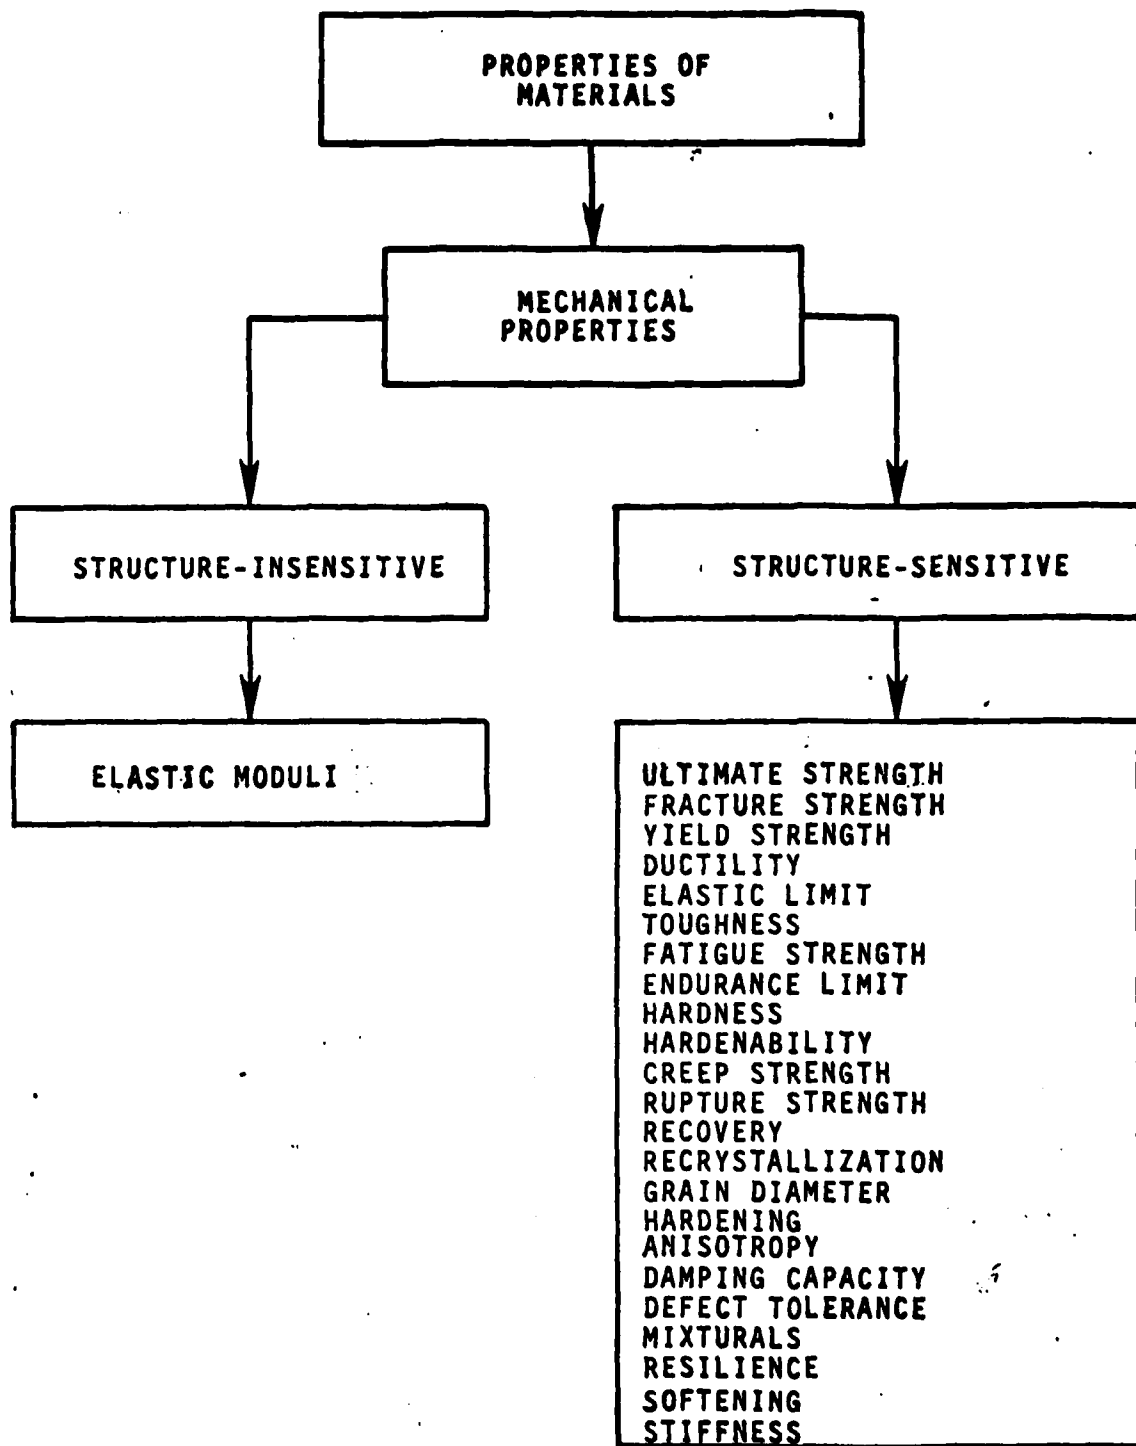 PROPERTIES OF
MATERIALS
MECHANICAL
PROPERTIES
STRUCTURE-INSENSITIVE
STRUCTURE-SENSITIVE
ELASTIC MODULI
ULTIMATE STRENGTH
FRACTURE STRENGTH
YIELD STRENGTH
DUCTILITY
ELASTIC LIMIT
TOUGHNESS
FATIGUE STRENGTH
ENDURANCE LIMIT
HARDNESS
HARDENABILITY
CREEP STRENGTH
RUPTURE STRENGTH
RECOVERY
RECRYSTALLIZATION
GRAIN DIAMETER
HARDENING
ANISOTROPY
DAMPING CAPACITY
DEFECT TOLERANCE
MIXTURALS
RESILIENCE
SOFTENING
STIFFNESS